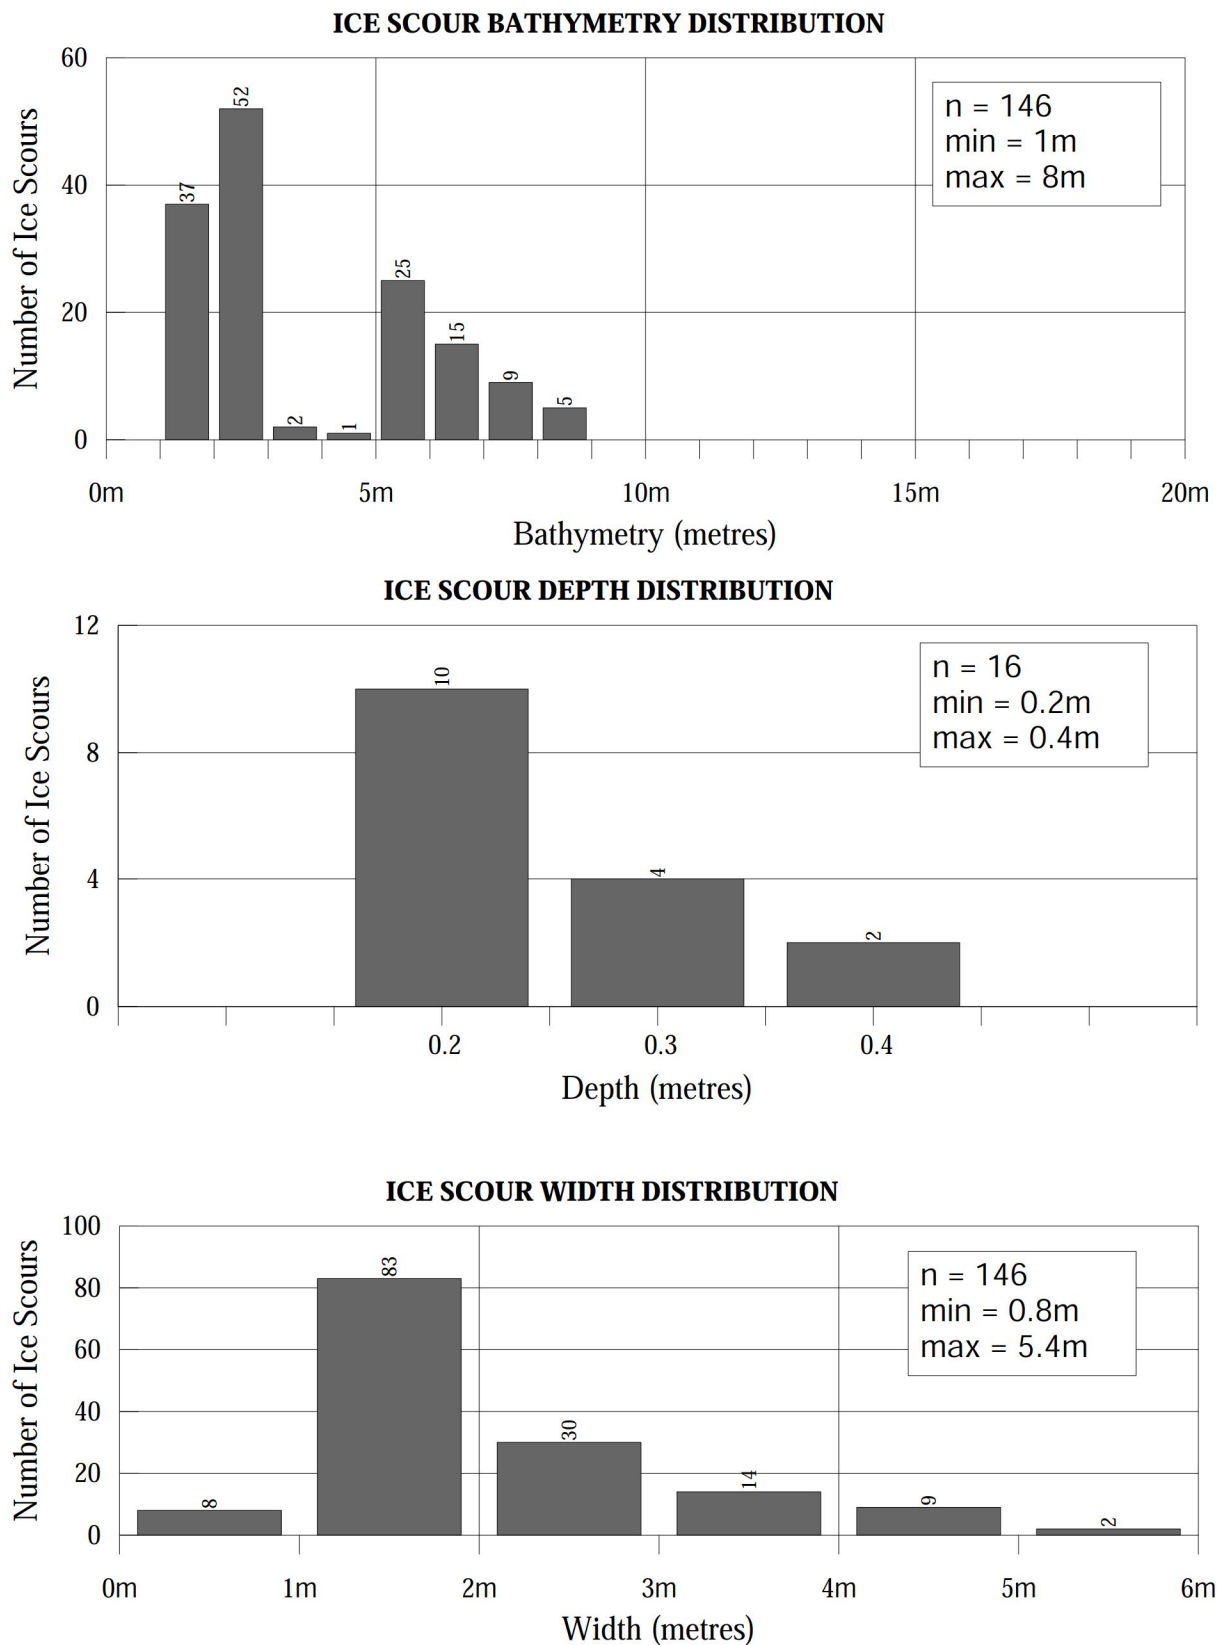 ICE SCOUR BATHYMETRY DISTRIBUTION
Number of Ice Scours
60
40
20
0
37
52
2
1
25
15
9
5
n = 146
min = 1m
max = 8m
0m 5m 10m 15m 20m
Bathymetry (metres)
ICE SCOUR DEPTH DISTRIBUTION
Number of Ice Scours
12
8
4
0
10
4
2
n = 16
min = 0.2m
max = 0.4m
0.2 0.3 0.4
Depth (metres)
ICE SCOUR WIDTH DISTRIBUTION
Number of Ice Scours
100
80
60
40
20
0
8
83
30
14
9
2
n = 146
min = 0.8m
max = 5.4m
0m 1m 2m 3m 4m 5m 6m
Width (metres)